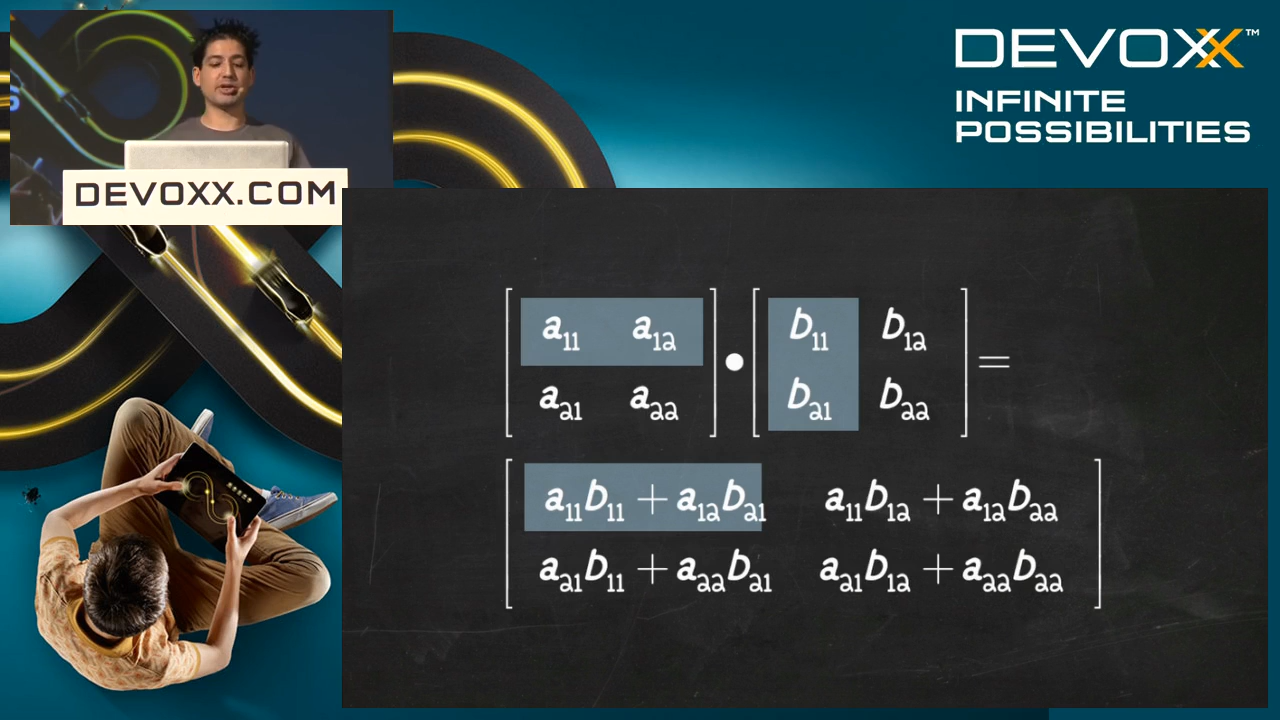 DEVOXX™
INFINITE
POSSIBILITIES
DEVOXX.COM
[ a₁₁ a₁₂ ] • [ b₁₁ b₁₂ ] =
[ a₂₁ a₂₂ ] [ b₂₁ b₂₂ ]
[ a₁₁b₁₁ + a₁₂b₂₁ a₁₁b₁₂ + a₁₂b₂₂ ]
[ a₂₁b₁₁ + a₂₂b₂₁ a₂₁b₁₂ + a₂₂b₂₂ ]